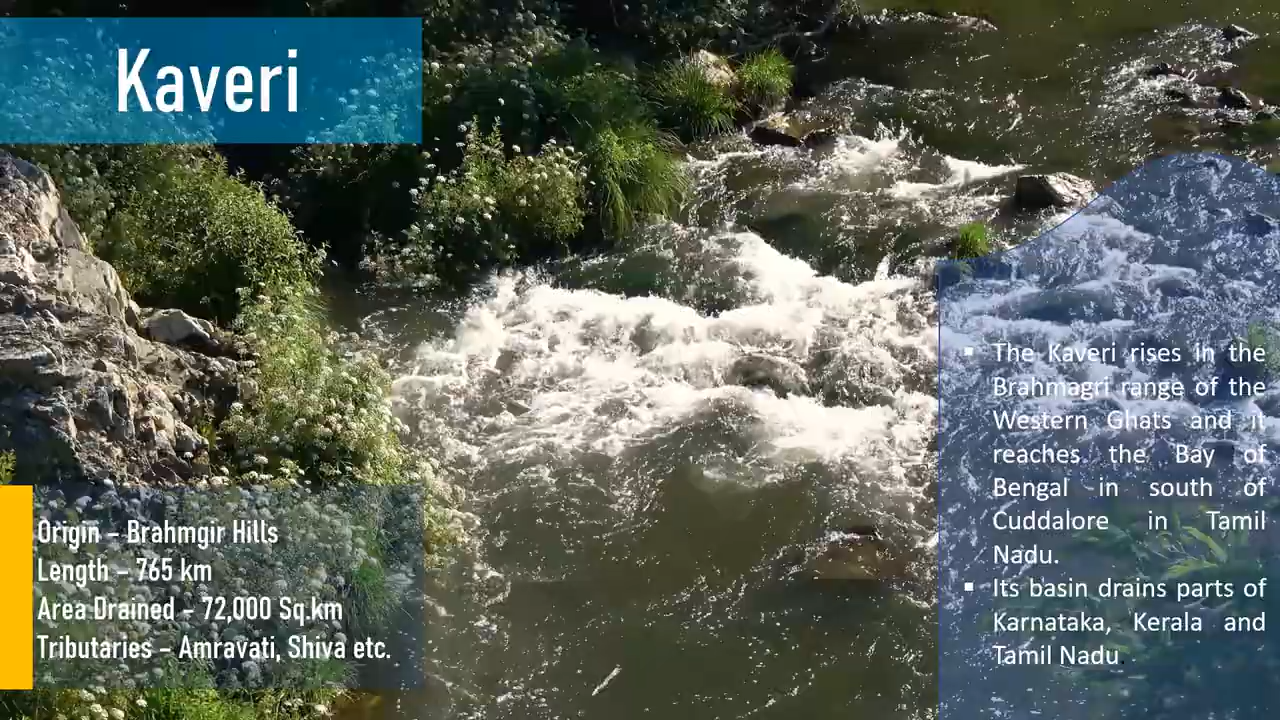 Kaveri
Origin – Brahmgir Hills
Length – 765 km
Area Drained – 72,000 Sq.km
Tributaries – Amravati, Shiva etc.
▪ The Kaveri rises in the
Brahmagri range of the
Western Ghats and it
reaches the Bay of
Bengal in south of
Cuddalore in Tamil
Nadu.
▪ Its basin drains parts of
Karnataka, Kerala and
Tamil Nadu.